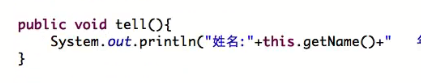 public void tell(){
System.out.println("姓名:"+this.getName()+"
}